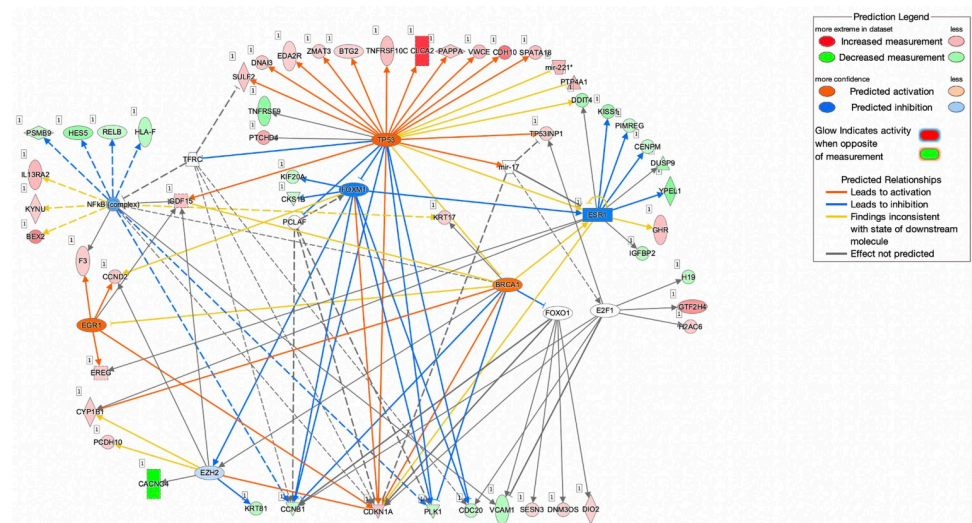 Prediction Legend
more extreme in dataset less
Increased measurement
Decreased measurement
more confidence less
Predicted activation
Predicted inhibition
Glow Indicates activity
when opposite
of measurement
Predicted Relationships
Leads to activation
Leads to inhibition
Findings inconsistent
with state of downstream
molecule
Effect not predicted
SULF2
DNAI3
EDA2R
ZMAT3
BTG2
TNFRSF10C
CLCA2
PAPPA
VWCE
CDH10
SPATA18
mir-221*
PTP4A1
DDIT4
KISS1
PIMREG
CENPM
DUSP9
YPEL1
TNFRSF9
PTCHD4
TP53
TP53INP1
PSMB9
HES5
RELB
HLA-F
TFRC
mir-17
IL13RA2
KYNU
BEX2
NFkB (complex)
GDF15
KIF20A
CKS1B
FOXM1
PCLAF
KRT17
ESR1
GHR
IGFBP2
F3
CCND2
BRCA1
H19
GTF2H4
H2AC6
EGR1
FOXO1
E2F1
EREG
CYP1B1
PCDH10
CACNG4
EZH2
KRT81
CCNB1
CDKN1A
PLK1
CDC20
VCAM1
SESN3
DNM3OS
DIO2